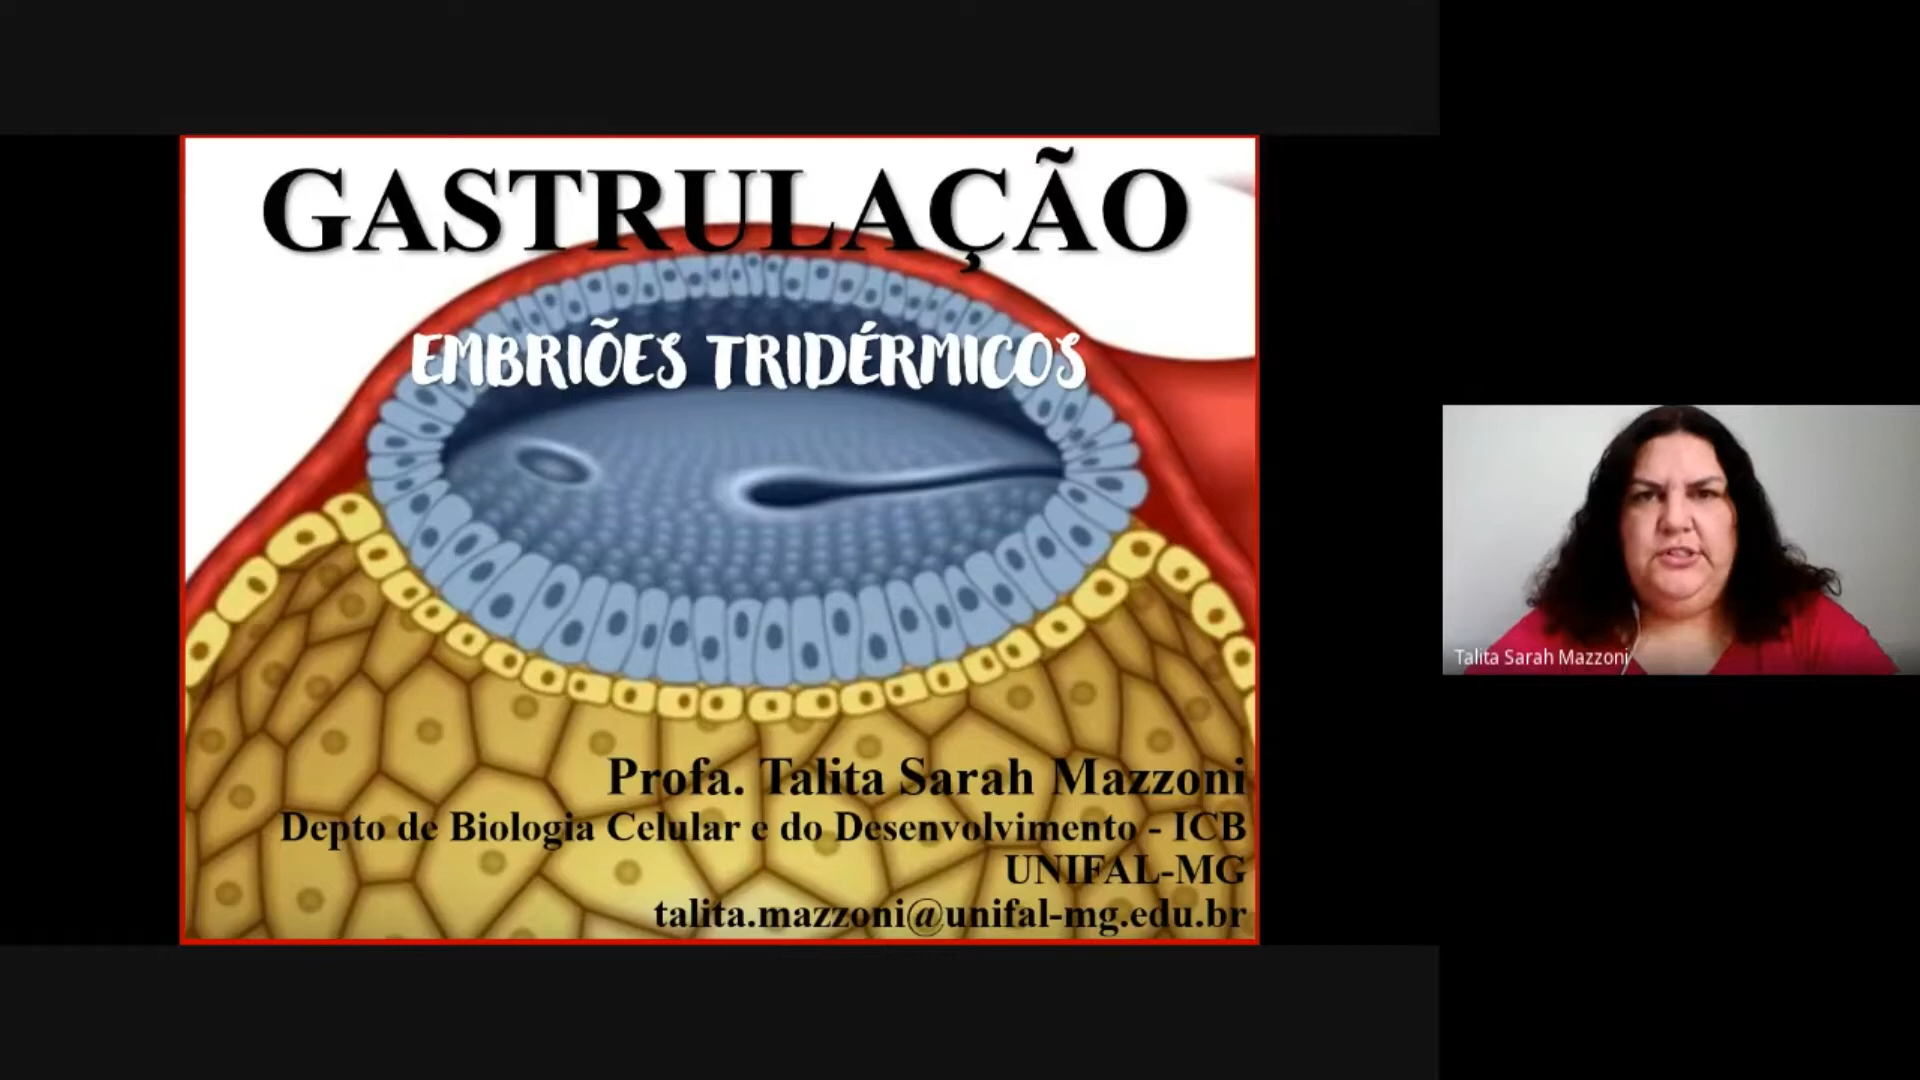 GASTRULAÇÃO
EMBRIÕES TRIDÉRMICOS
Profa. Talita Sarah Mazzoni
Depto de Biologia Celular e do Desenvolvimento - ICB
UNIFAL-MG
talita.mazzoni@unifal-mg.edu.br
Talita Sarah Mazzoni